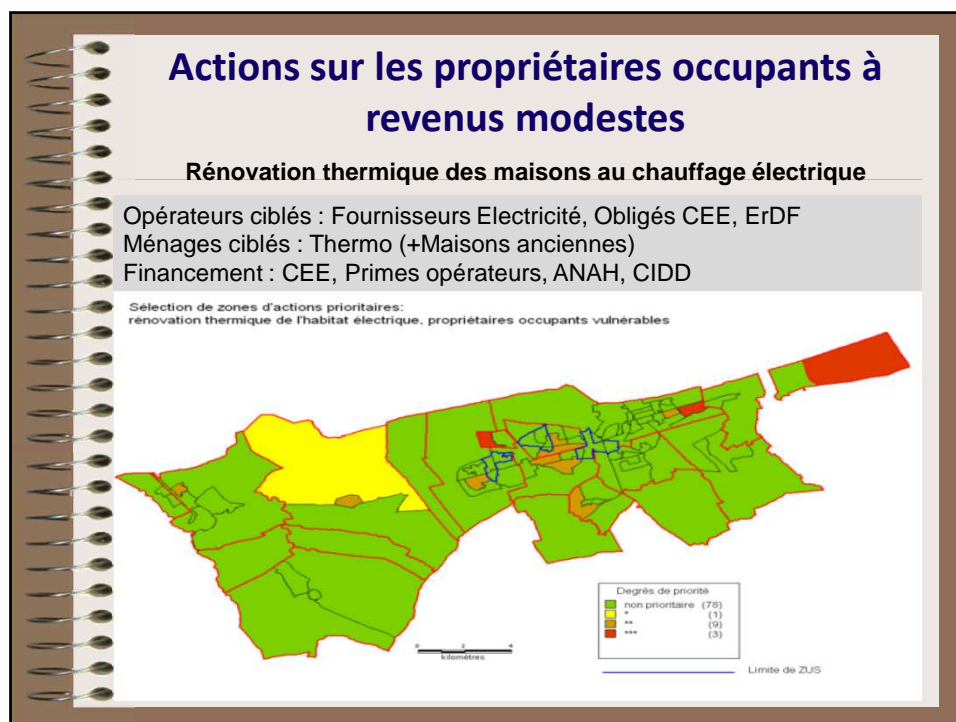 Actions sur les propriétaires occupants à
revenus modestes
Rénovation thermique des maisons au chauffage électrique
Opérateurs ciblés : Fournisseurs Electricité, Obligés CEE, ErDF
Ménages ciblés : Thermo (+Maisons anciennes)
Financement : CEE, Primes opérateurs, ANAH, CIDD
Sélection de zones d'actions prioritaires:
rénovation thermique de l'habitat électrique, propriétaires occupants vulnérables
Degrés de priorité
non prioritaire (78)
* (1)
** (9)
*** (3)
0 2 4
kilomètres
Limite de ZUS